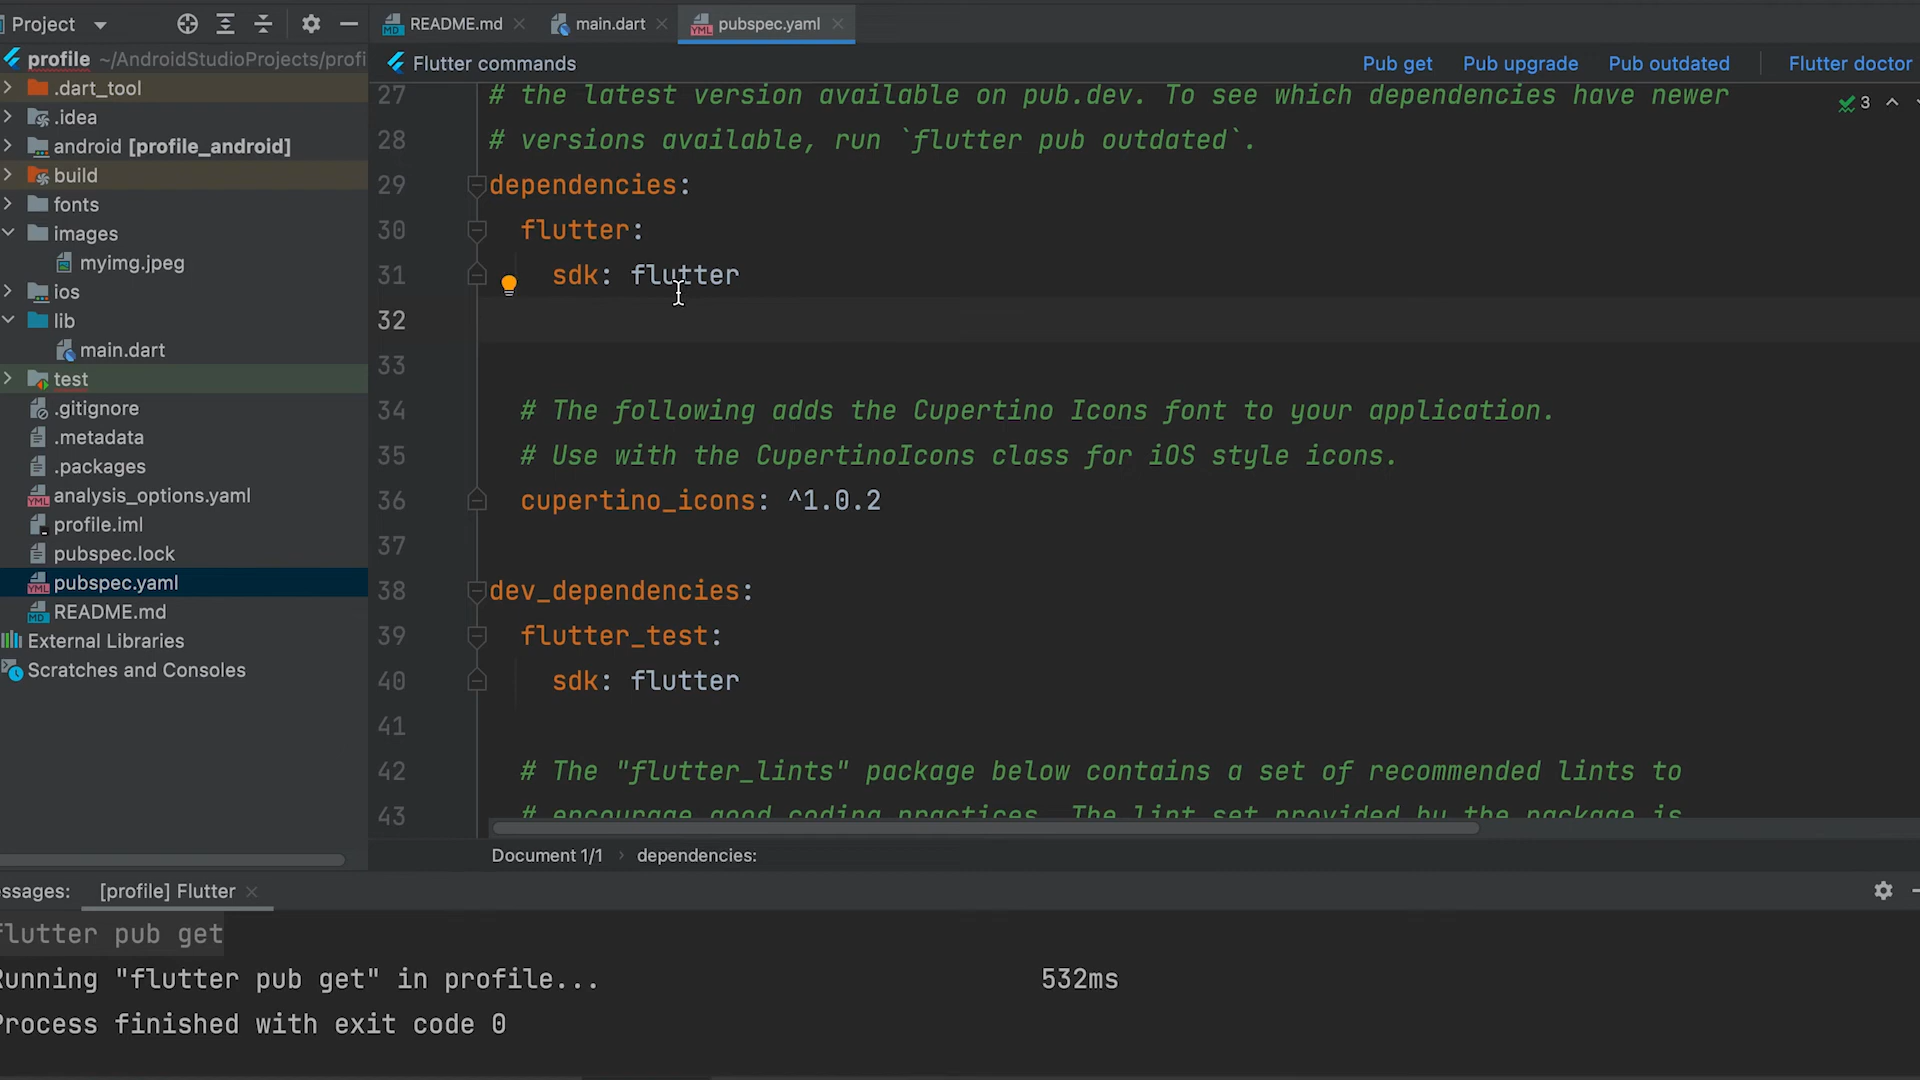 Project
README.md
main.dart
pubspec.yaml
profile ~/AndroidStudioProjects/profi
.dart_tool
.idea
android [profile_android]
build
fonts
images
myimg.jpeg
ios
lib
main.dart
test
.gitignore
.metadata
.packages
analysis_options.yaml
profile.iml
pubspec.lock
pubspec.yaml
README.md
External Libraries
Scratches and Consoles
Flutter commands
Pub get
Pub upgrade
Pub outdated
Flutter doctor
3
27 # the latest version available on pub.dev. To see which dependencies have newer
28 # versions available, run `flutter pub outdated`.
29 dependencies:
30 flutter:
31 sdk: flutter
32
33
34 # The following adds the Cupertino Icons font to your application.
35 # Use with the CupertinoIcons class for iOS style icons.
36 cupertino_icons: ^1.0.2
37
38 dev_dependencies:
39 flutter_test:
40 sdk: flutter
41
42 # The "flutter_lints" package below contains a set of recommended lints to
43 # encourage good coding practices. The lint set provided by the package is
Document 1/1 › dependencies:
ssages:
[profile] Flutter
flutter pub get
Running "flutter pub get" in profile... 532ms
Process finished with exit code 0